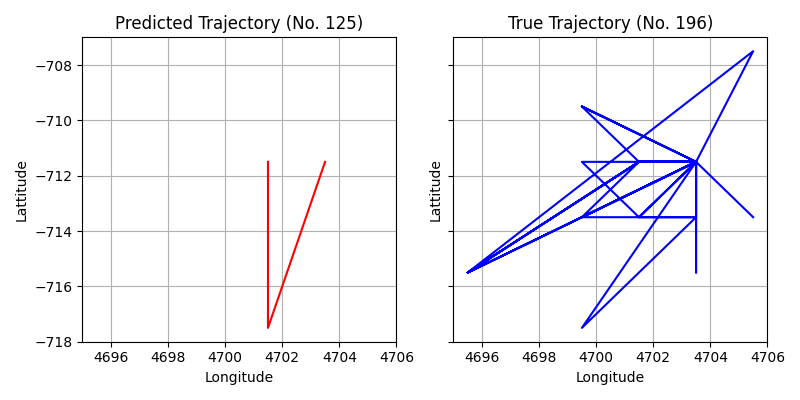 Predicted Trajectory (No. 125)
True Trajectory (No. 196)
Lattitude
−708
−710
−712
−714
−716
−718
4696 4698 4700 4702 4704 4706
Longitude
Lattitude
4696 4698 4700 4702 4704 4706
Longitude